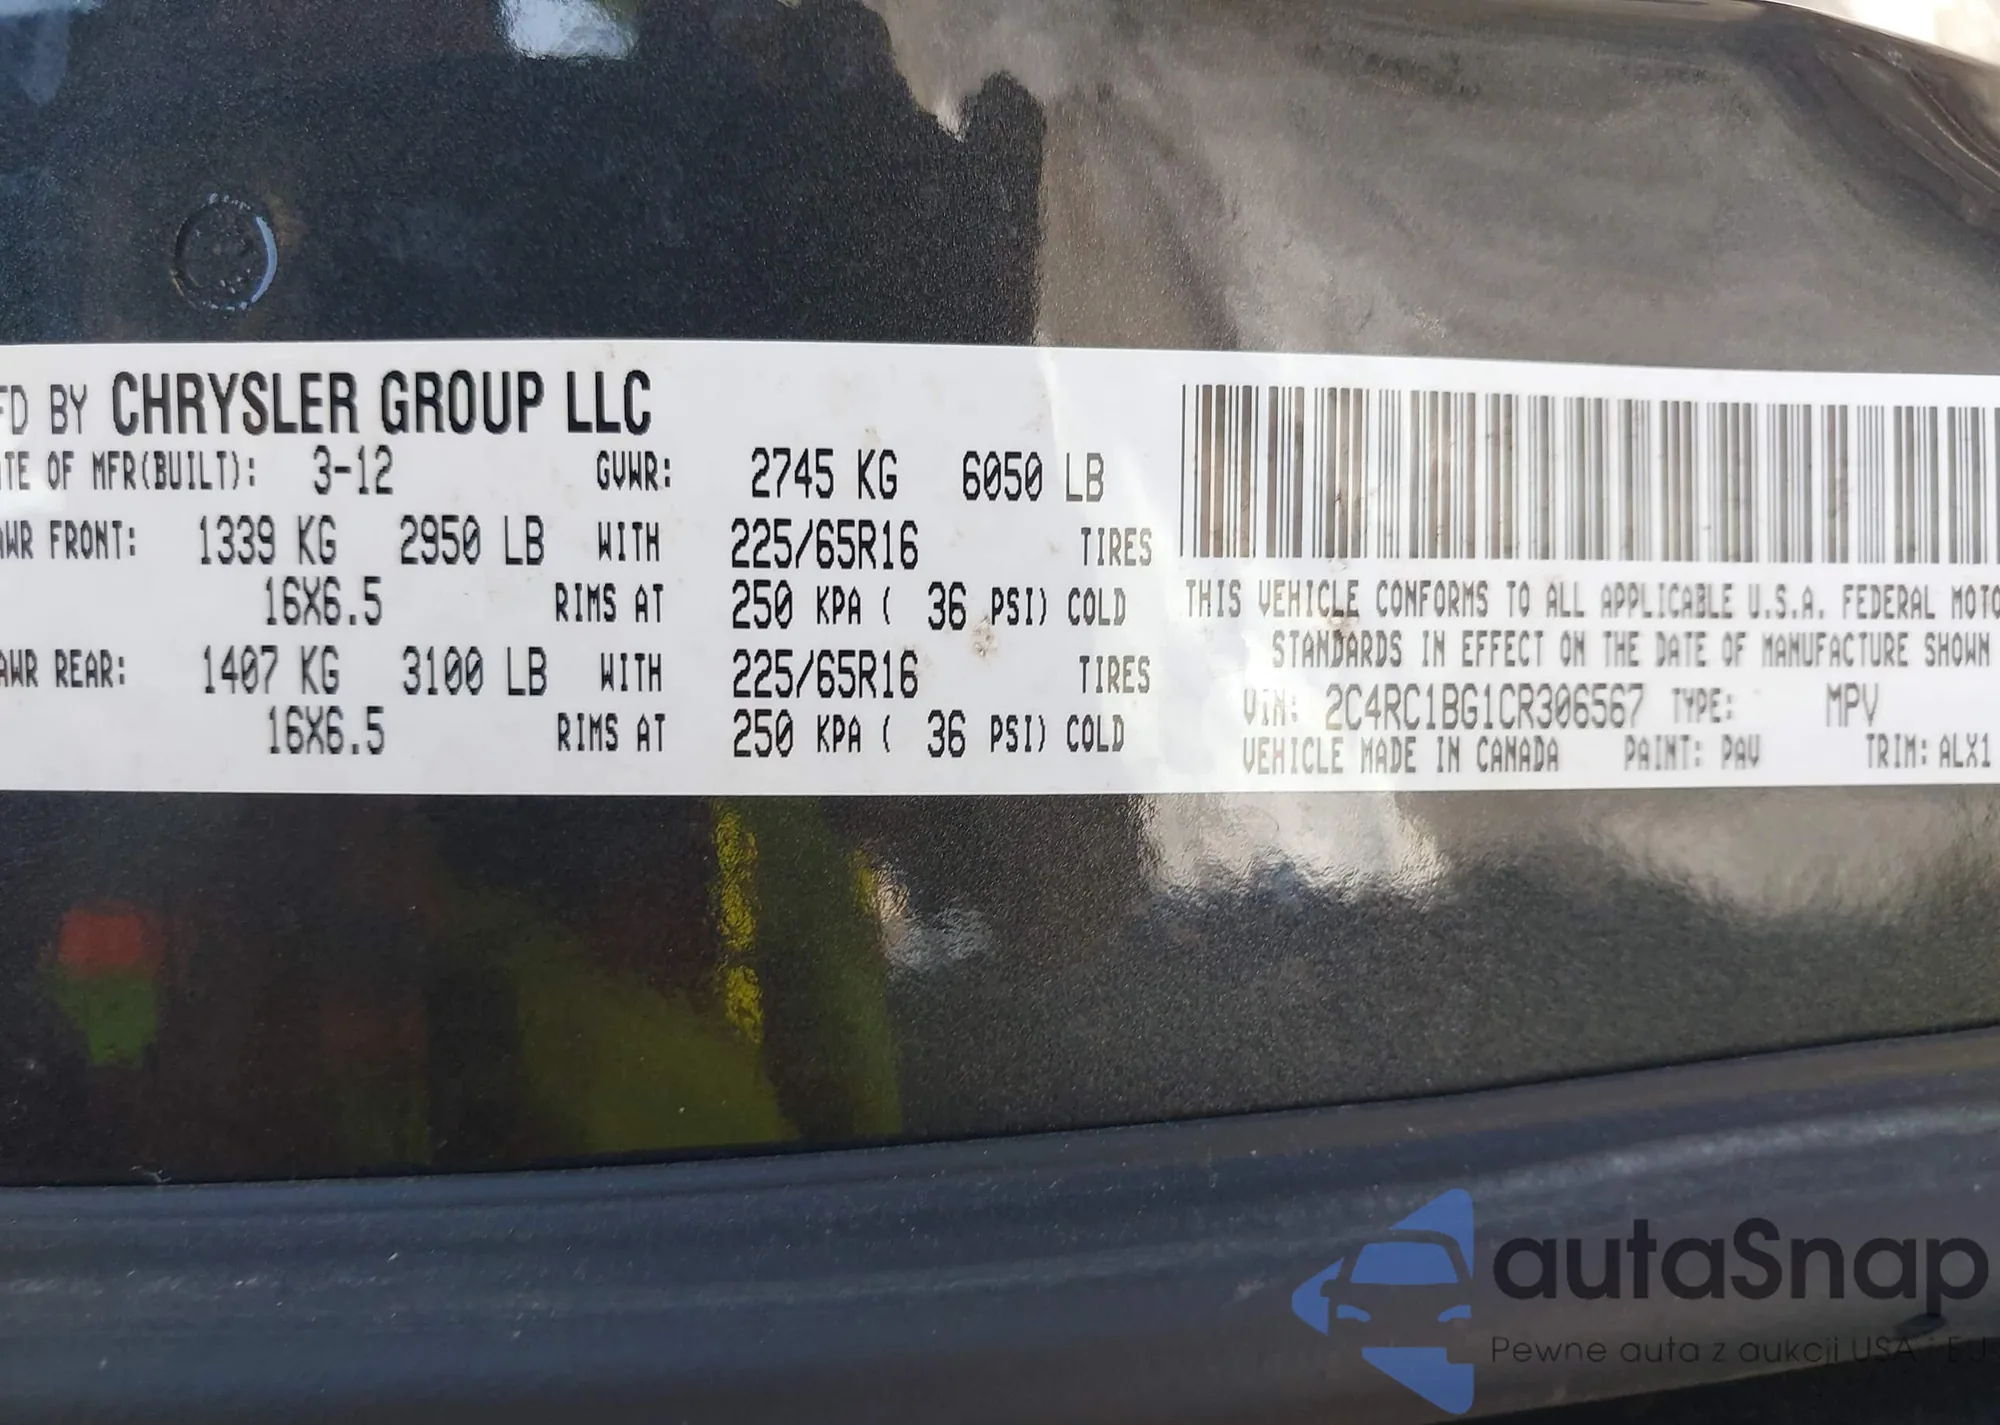 FD BY CHRYSLER GROUP LLC
TE OF MFR(BUILT): 3-12 GVWR: 2745 KG 6050 LB
AWR FRONT: 1339 KG 2950 LB WITH 225/65R16 TIRES
16X6.5 RIMS AT 250 KPA ( 36 PSI) COLD
AWR REAR: 1407 KG 3100 LB WITH 225/65R16 TIRES
16X6.5 RIMS AT 250 KPA ( 36 PSI) COLD
THIS VEHICLE CONFORMS TO ALL APPLICABLE U.S.A. FEDERAL MOTO
STANDARDS IN EFFECT ON THE DATE OF MANUFACTURE SHOWN
VIN: 2C4RC1BG1CR306567 TYPE: MPV
VEHICLE MADE IN CANADA PAINT: PAV TRIM: ALX1
autaSnap
Pewne auta z aukcji USA i EU